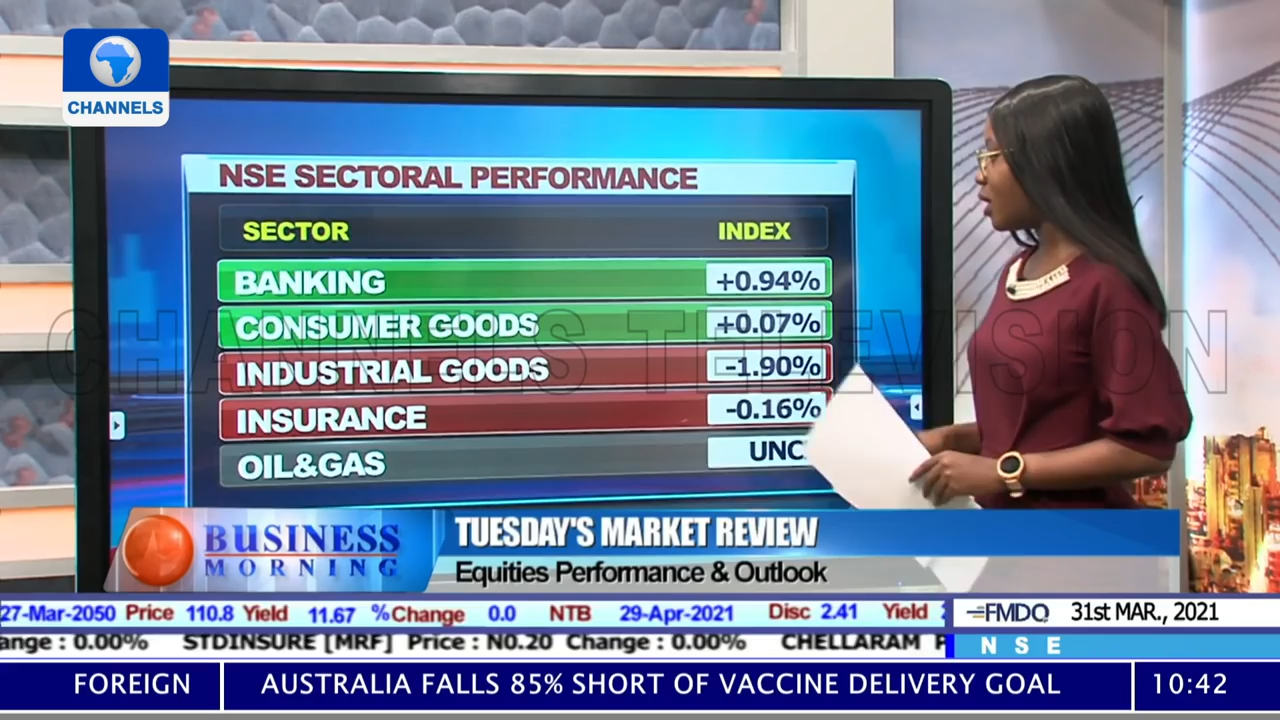 CHANNELS
NSE SECTORAL PERFORMANCE
SECTOR INDEX
BANKING +0.94%
CONSUMER GOODS +0.07%
INDUSTRIAL GOODS -1.90%
INSURANCE -0.16%
OIL&GAS UNC
CHANNELS TELEVISION
BUSINESS
MORNING
TUESDAY'S MARKET REVIEW
Equities Performance & Outlook
27-Mar-2050 Price 110.8 Yield 11.67 %Change 0.0 NTB 29-Apr-2021 Disc 2.41 Yield
FMDQ 31st MAR., 2021
ange : 0.00% STDINSURE [MRF] Price : N0.20 Change : 0.00% CHELLARAM
NSE
FOREIGN AUSTRALIA FALLS 85% SHORT OF VACCINE DELIVERY GOAL 10:42